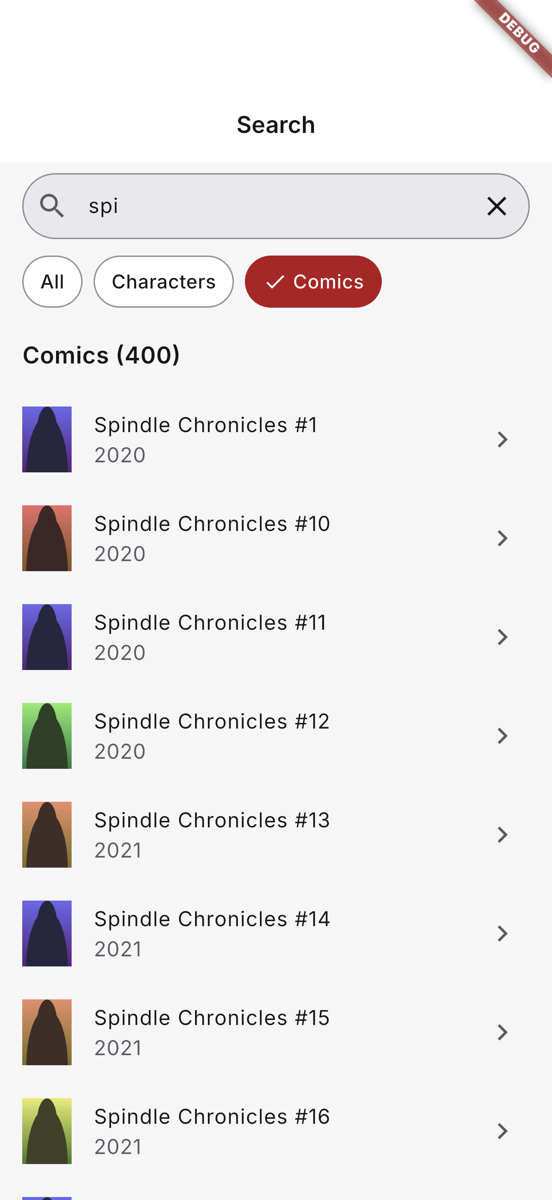 DEBUG
Search
spi
All
Characters
Comics
Comics (400)
Spindle Chronicles #1
2020
Spindle Chronicles #10
2020
Spindle Chronicles #11
2020
Spindle Chronicles #12
2020
Spindle Chronicles #13
2021
Spindle Chronicles #14
2021
Spindle Chronicles #15
2021
Spindle Chronicles #16
2021